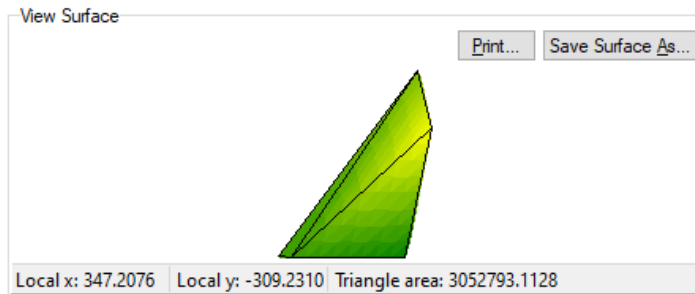 View Surface
Print... Save Surface As...
Local x: 347.2076 Local y: -309.2310 Triangle area: 3052793.1128